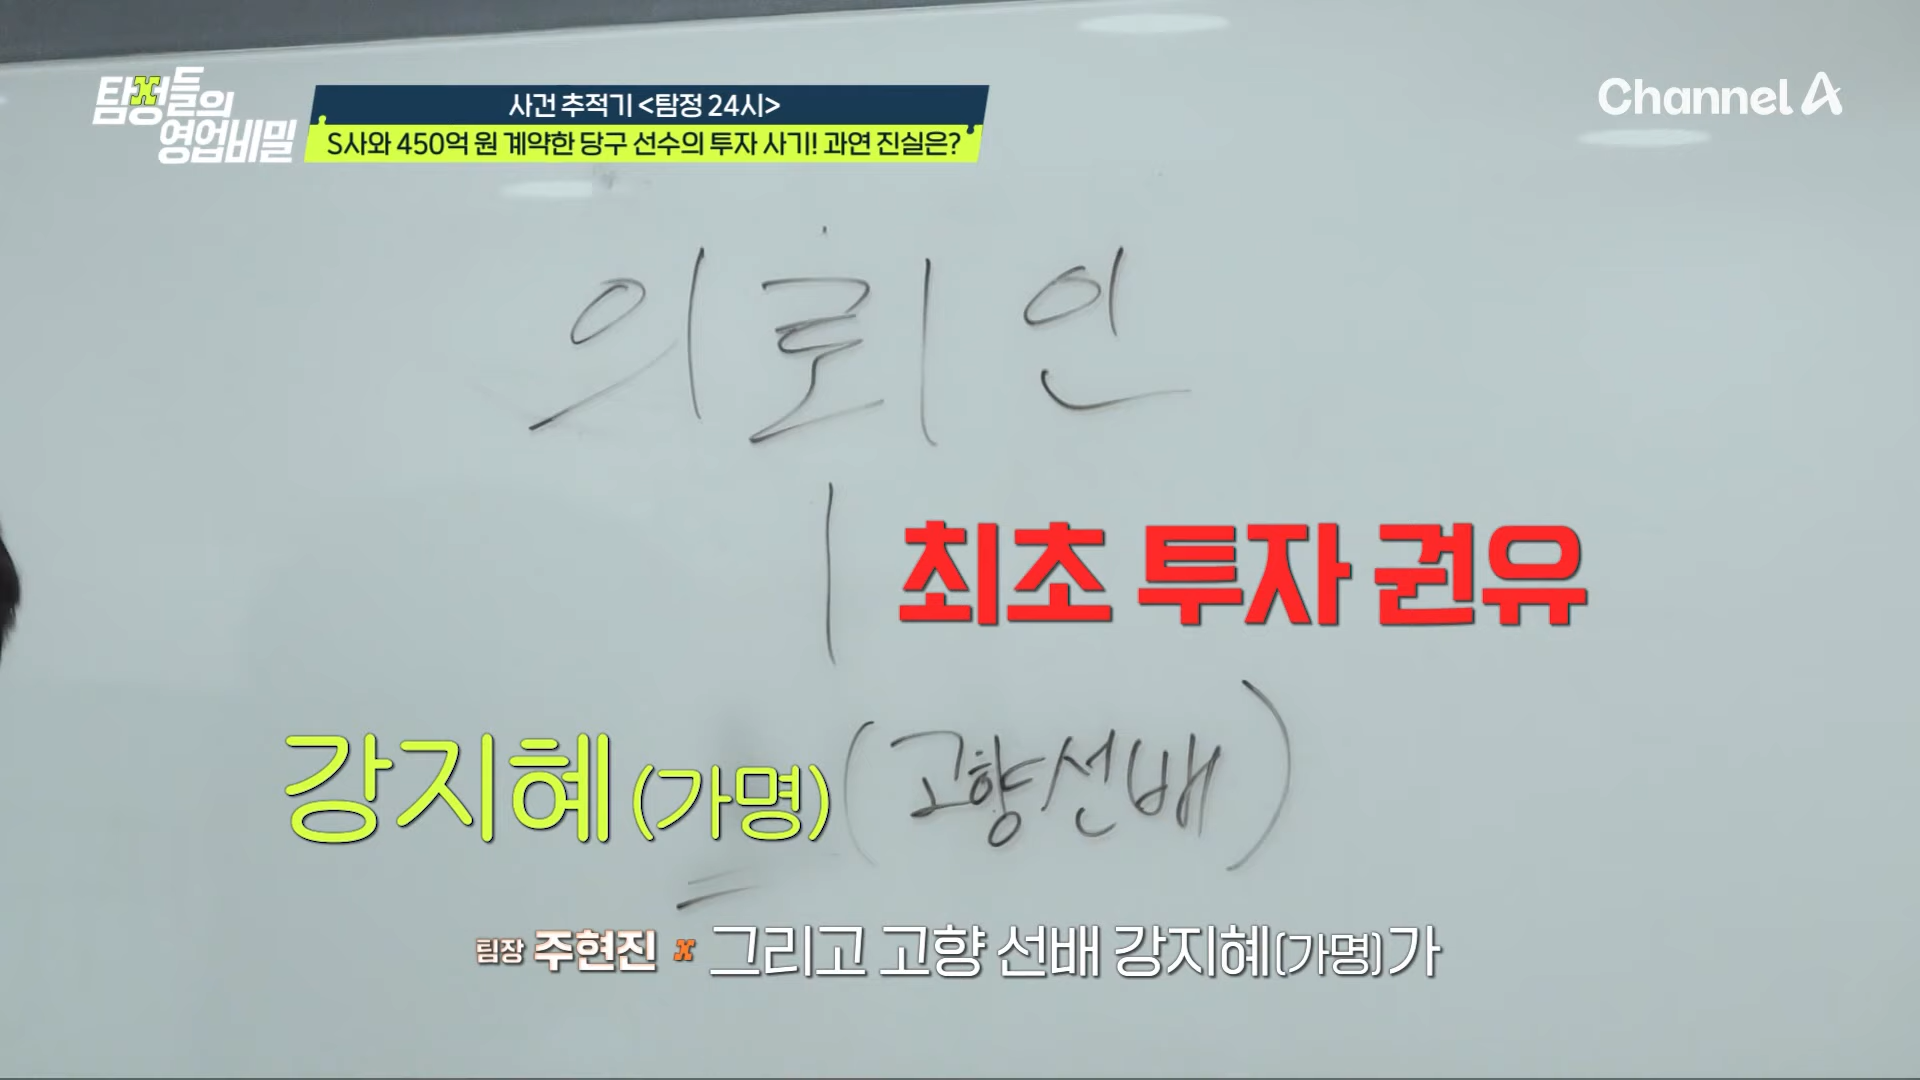 탐정들의
영업비밀
사건 추적기 <탐정 24시>
S사와 450억 원 계약한 당구 선수의 투자 사기! 과연 진실은?
Channel A
의뢰인
최초 투자 권유
강지혜 (가명) (고향선배)
팀장 주현진 그리고 고향 선배 강지혜(가명)가